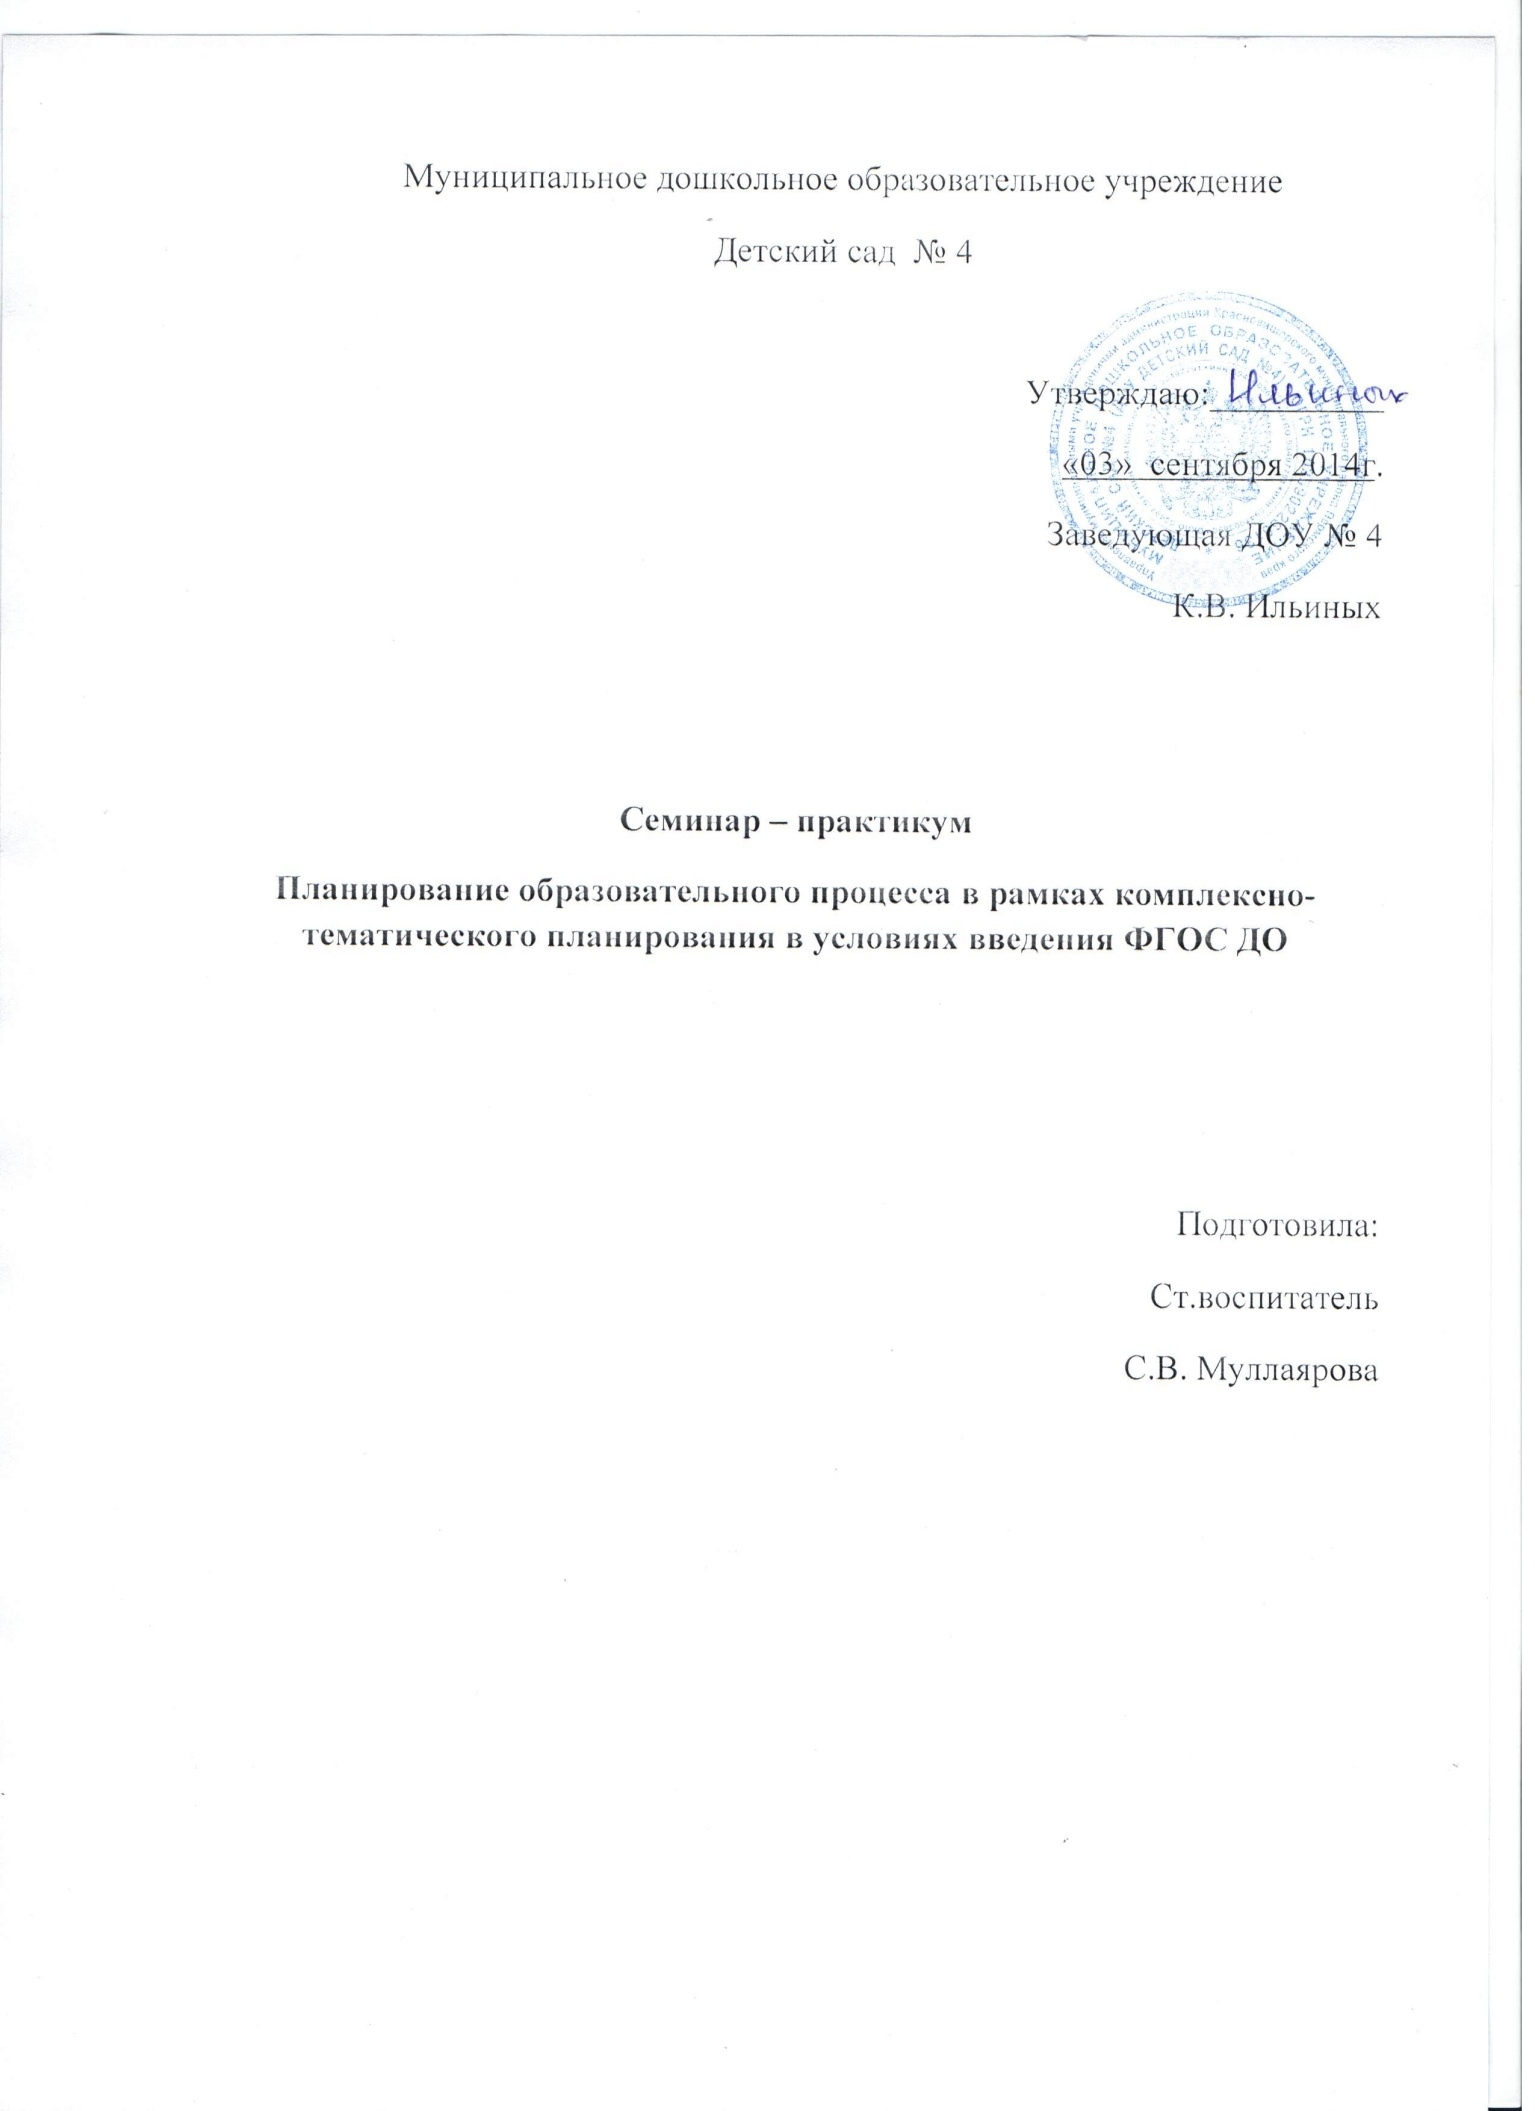 Муниципальное дошкольное образовательное учреждение
Детский сад № 4
Утверждаю: Ильиных
«03» сентября 2014г.
Заведующая ДОУ № 4
К.В. Ильиных
Семинар – практикум
Планирование образовательного процесса в рамках комплексно-
тематического планирования в условиях введения ФГОС ДО
Подготовила:
Ст.воспитатель
С.В. Муллаярова